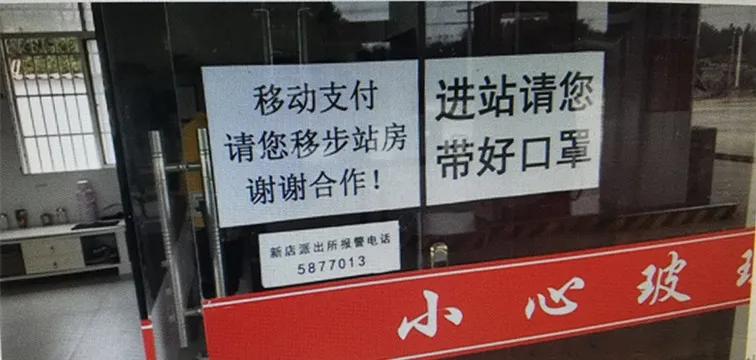 移动支付
请您移步站房
谢谢合作！
进站请您
带好口罩
新店派出所报警电话
5877013
小心玻